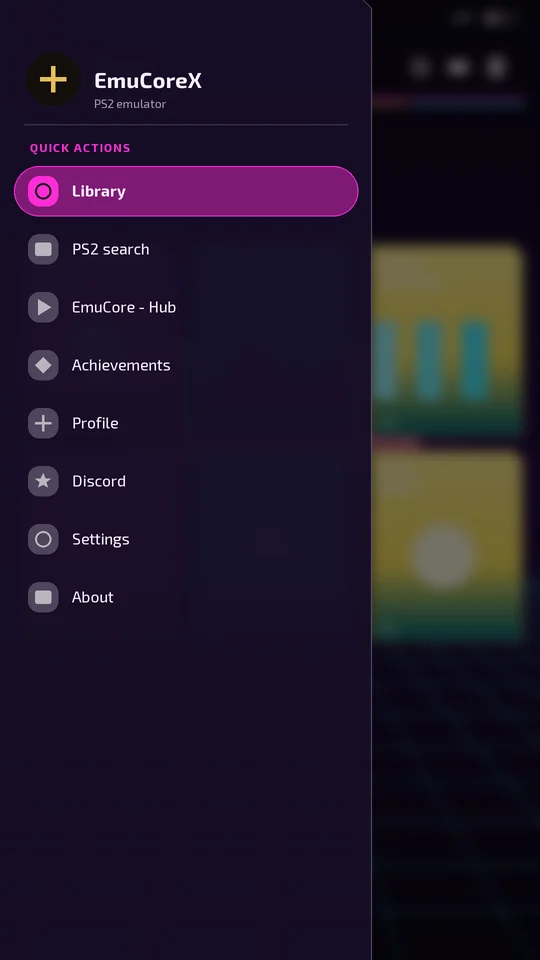 EmuCoreX
PS2 emulator
QUICK ACTIONS
Library
PS2 search
EmuCore - Hub
Achievements
Profile
Discord
Settings
About